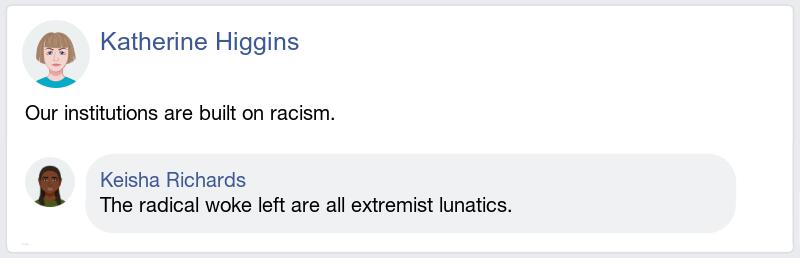 Katherine Higgins
Our institutions are built on racism.
Keisha Richards
The radical woke left are all extremist lunatics.